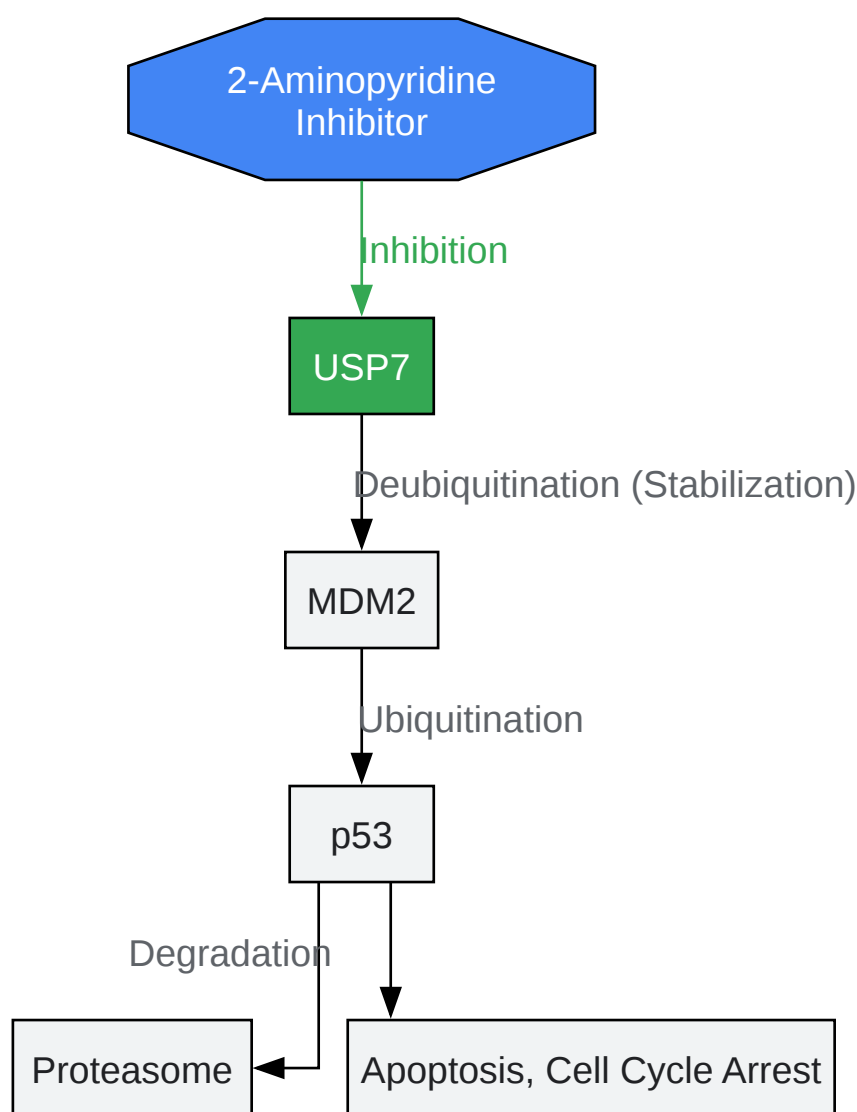 2-Aminopyridine
Inhibitor
Inhibition
USP7
Deubiquitination (Stabilization)
MDM2
Ubiquitination
p53
Degradation
Proteasome
Apoptosis, Cell Cycle Arrest